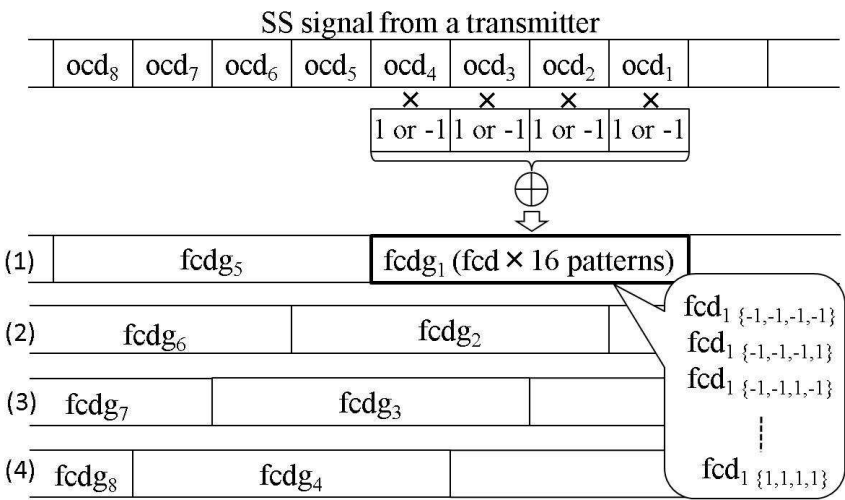 SS signal from a transmitter
ocd₈ ocd₇ ocd₆ ocd₅ ocd₄ ocd₃ ocd₂ ocd₁
× × × ×
1 or -1 1 or -1 1 or -1 1 or -1
(1) fcdg₅ fcdg₁ (fcd × 16 patterns)
(2) fcdg₆ fcdg₂
(3) fcdg₇ fcdg₃
(4) fcdg₈ fcdg₄
fcd₁ {-1,-1,-1,-1}
fcd₁ {-1,-1,-1,1}
fcd₁ {-1,-1,1,-1}
fcd₁ {1,1,1,1}